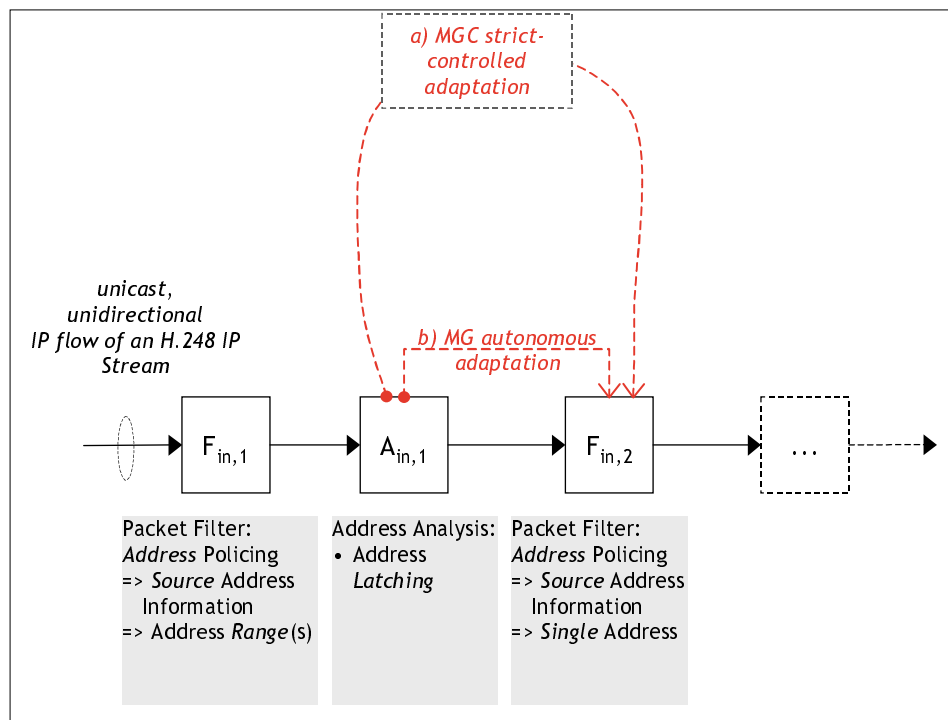 a) MGC strict-
controlled
adaptation
unicast,
unidirectional
IP flow of an H.248 IP
Stream
b) MG autonomous
adaptation
F in,1
A in,1
F in,2
...
Packet Filter:
Address Policing
=> Source Address
Information
=> Address Range(s)
Address Analysis:
• Address
Latching
Packet Filter:
Address Policing
=> Source Address
Information
=> Single Address